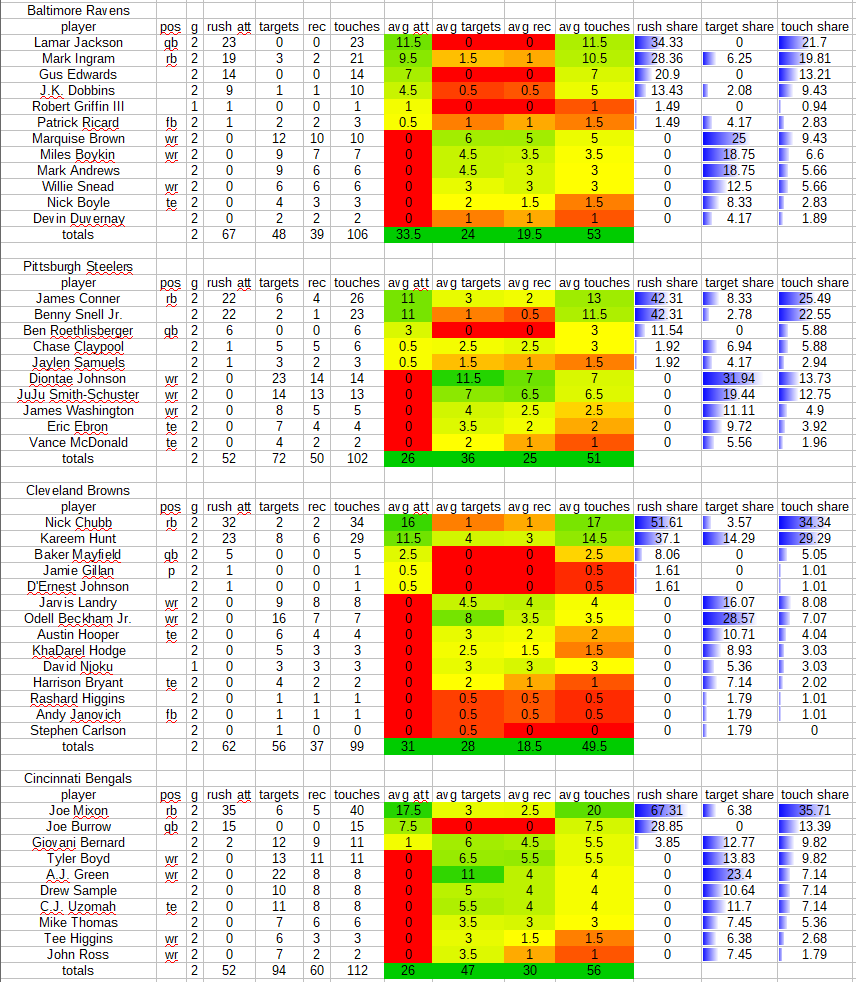 Baltimore Ravens
player pos g rush att targets rec touches avg att avg targets avg rec avg touches rush share target share touch share
Lamar Jackson qb 2 23 0 0 23 11.5 0 0 11.5 34.33 0 21.7
Mark Ingram rb 2 19 3 2 21 9.5 1.5 1 10.5 28.36 6.25 19.81
Gus Edwards 2 14 0 0 14 7 0 0 7 20.9 0 13.21
J.K. Dobbins 2 9 1 1 10 4.5 0.5 0.5 5 13.43 2.08 9.43
Robert Griffin III 1 1 0 0 1 1 0 0 1 1.49 0 0.94
Patrick Ricard fb 2 1 2 2 3 0.5 1 1 1.5 1.49 4.17 2.83
Marquise Brown wr 2 0 12 10 10 0 6 5 5 0 25 9.43
Miles Boykin wr 2 0 9 7 7 0 4.5 3.5 3.5 0 18.75 6.6
Mark Andrews 2 0 9 6 6 0 4.5 3 3 0 18.75 5.66
Willie Snead wr 2 0 6 6 6 0 3 3 3 0 12.5 5.66
Nick Boyle te 2 0 4 3 3 0 2 1.5 1.5 0 8.33 2.83
Devin Duvernay 2 0 2 2 2 0 1 1 1 0 4.17 1.89
totals 2 67 48 39 106 33.5 24 19.5 53
Pittsburgh Steelers
player pos g rush att targets rec touches avg att avg targets avg rec avg touches rush share target share touch share
James Conner rb 2 22 6 4 26 11 3 2 13 42.31 8.33 25.49
Benny Snell Jr. 2 22 2 1 23 11 1 0.5 11.5 42.31 2.78 22.55
Ben Roethlisberger qb 2 6 0 0 6 3 0 0 3 11.54 0 5.88
Chase Claypool 2 1 5 5 6 0.5 2.5 2.5 3 1.92 6.94 5.88
Jaylen Samuels 2 1 3 2 3 0.5 1.5 1 1.5 1.92 4.17 2.94
Diontae Johnson wr 2 0 23 14 14 0 11.5 7 7 0 31.94 13.73
JuJu Smith-Schuster wr 2 0 14 13 13 0 7 6.5 6.5 0 19.44 12.75
James Washington wr 2 0 8 5 5 0 4 2.5 2.5 0 11.11 4.9
Eric Ebron te 2 0 7 4 4 0 3.5 2 2 0 9.72 3.92
Vance McDonald te 2 0 4 2 2 0 2 1 1 0 5.56 1.96
totals 2 52 72 50 102 26 36 25 51
Cleveland Browns
player pos g rush att targets rec touches avg att avg targets avg rec avg touches rush share target share touch share
Nick Chubb rb 2 32 2 2 34 16 1 1 17 51.61 3.57 34.34
Kareem Hunt 2 23 8 6 29 11.5 4 3 14.5 37.1 14.29 29.29
Baker Mayfield qb 2 5 0 0 5 2.5 0 0 2.5 8.06 0 5.05
Jamie Gillan p 2 1 0 0 1 0.5 0 0 0.5 1.61 0 1.01
D'Ernest Johnson 2 1 0 0 1 0.5 0 0 0.5 1.61 0 1.01
Jarvis Landry wr 2 0 9 8 8 0 4.5 4 4 0 16.07 8.08
Odell Beckham Jr. wr 2 0 16 7 7 0 8 3.5 3.5 0 28.57 7.07
Austin Hooper te 2 0 6 4 4 0 3 2 2 0 10.71 4.04
KhaDarel Hodge 2 0 5 3 3 0 2.5 1.5 1.5 0 8.93 3.03
David Njoku 1 0 3 3 3 0 3 3 3 0 5.36 3.03
Harrison Bryant te 2 0 4 2 2 0 2 1 1 0 7.14 2.02
Rashard Higgins 2 0 1 1 1 0 0.5 0.5 0.5 0 1.79 1.01
Andy Janovich fb 2 0 1 1 1 0 0.5 0.5 0.5 0 1.79 1.01
Stephen Carlson 2 0 1 0 0 0 0.5 0 0 0 1.79 0
totals 2 62 56 37 99 31 28 18.5 49.5
Cincinnati Bengals
player pos g rush att targets rec touches avg att avg targets avg rec avg touches rush share target share touch share
Joe Mixon rb 2 35 6 5 40 17.5 3 2.5 20 67.31 6.38 35.71
Joe Burrow qb 2 15 0 0 15 7.5 0 0 7.5 28.85 0 13.39
Giovani Bernard 2 2 12 9 11 1 6 4.5 5.5 3.85 12.77 9.82
Tyler Boyd wr 2 0 13 11 11 0 6.5 5.5 5.5 0 13.83 9.82
A.J. Green wr 2 0 22 8 8 0 11 4 4 0 23.4 7.14
Drew Sample 2 0 10 8 8 0 5 4 4 0 10.64 7.14
C.J. Uzomah te 2 0 11 8 8 0 5.5 4 4 0 11.7 7.14
Mike Thomas 2 0 7 6 6 0 3.5 3 3 0 7.45 5.36
Tee Higgins wr 2 0 6 3 3 0 3 1.5 1.5 0 6.38 2.68
John Ross wr 2 0 7 2 2 0 3.5 1 1 0 7.45 1.79
totals 2 52 94 60 112 26 47 30 56